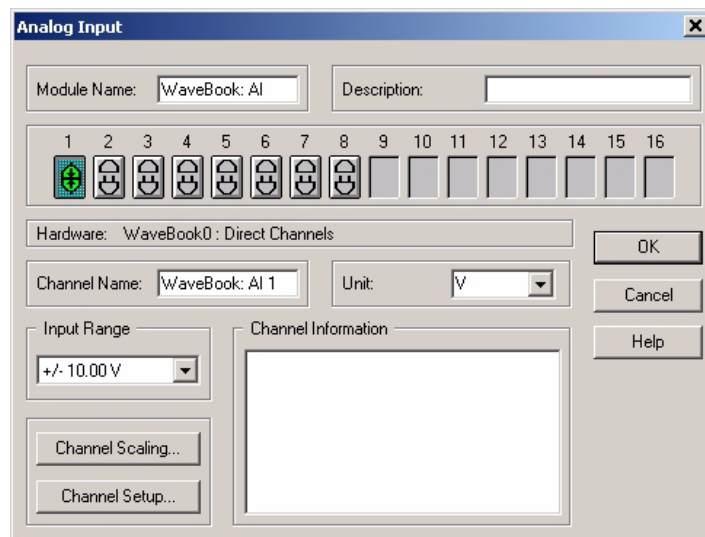 Analog Input
Module Name: WaveBook: AI Description:
1 2 3 4 5 6 7 8 9 10 11 12 13 14 15 16
Hardware: WaveBook0 : Direct Channels
OK
Channel Name: WaveBook: AI 1 Unit: V
Cancel
Input Range Channel Information
Help
+/- 10.00 V
Channel Scaling...
Channel Setup...